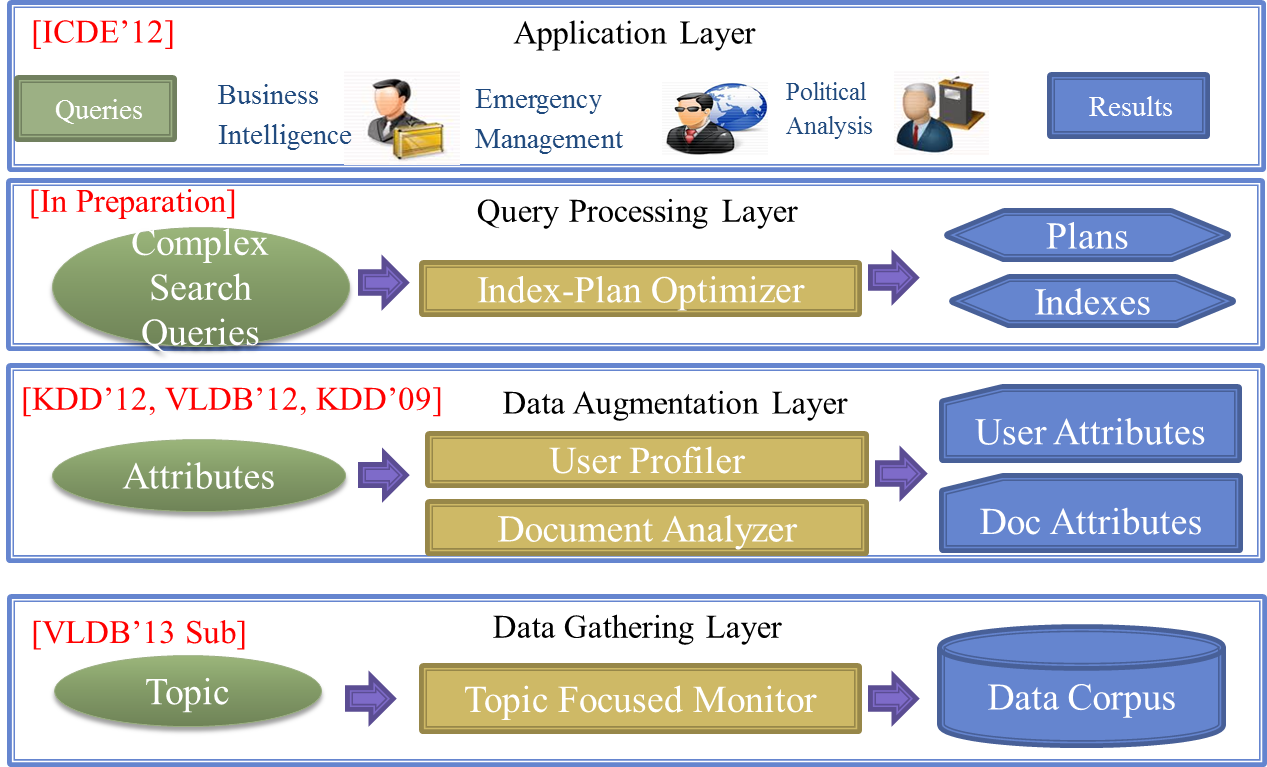 [ICDE’12]
Application Layer
Queries
Business
Intelligence
Emergency
Management
Political
Analysis
Results
[In Preparation]
Query Processing Layer
Complex
Search
Queries
Index-Plan Optimizer
Plans
Indexes
[KDD’12, VLDB’12, KDD’09]
Data Augmentation Layer
Attributes
User Profiler
Document Analyzer
User Attributes
Doc Attributes
[VLDB’13 Sub]
Data Gathering Layer
Topic
Topic Focused Monitor
Data Corpus